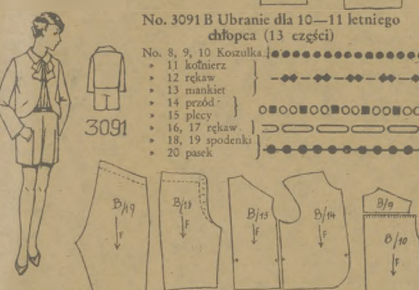 No. 3091 B Ubranie dla 10—11 letniego
chłopca (13 części)
No. 8, 9, 10 Koszulka
» 11 kołnierz
» 12 rękaw
» 13 mankiet
» 14 przód
» 15 plecy
» 16, 17 rękaw
» 18, 19 spodenki
» 20 pasek
3091
B/19
F
B/18
F
B/15
F
B/14
F
B/9
B/10
F